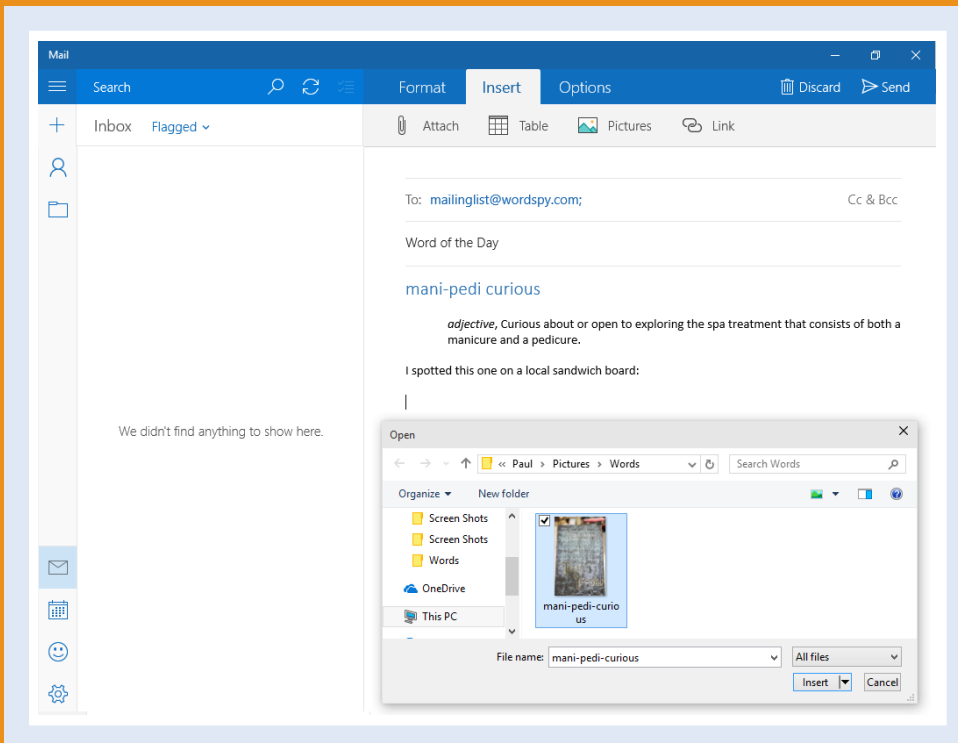 Mail
Search
Format Insert Options Discard Send
Inbox Flagged
Attach Table Pictures Link
To: mailinglist@wordspy.com; Cc & Bcc
Word of the Day
mani-pedi curious
adjective, Curious about or open to exploring the spa treatment that consists of both a
manicure and a pedicure.
I spotted this one on a local sandwich board:
We didn't find anything to show here.
Open
« Paul › Pictures › Words Search Words
Organize New folder
Screen Shots
Screen Shots
Words
OneDrive
This PC
mani-pedi-curio
us
File name: mani-pedi-curious All files
Insert Cancel